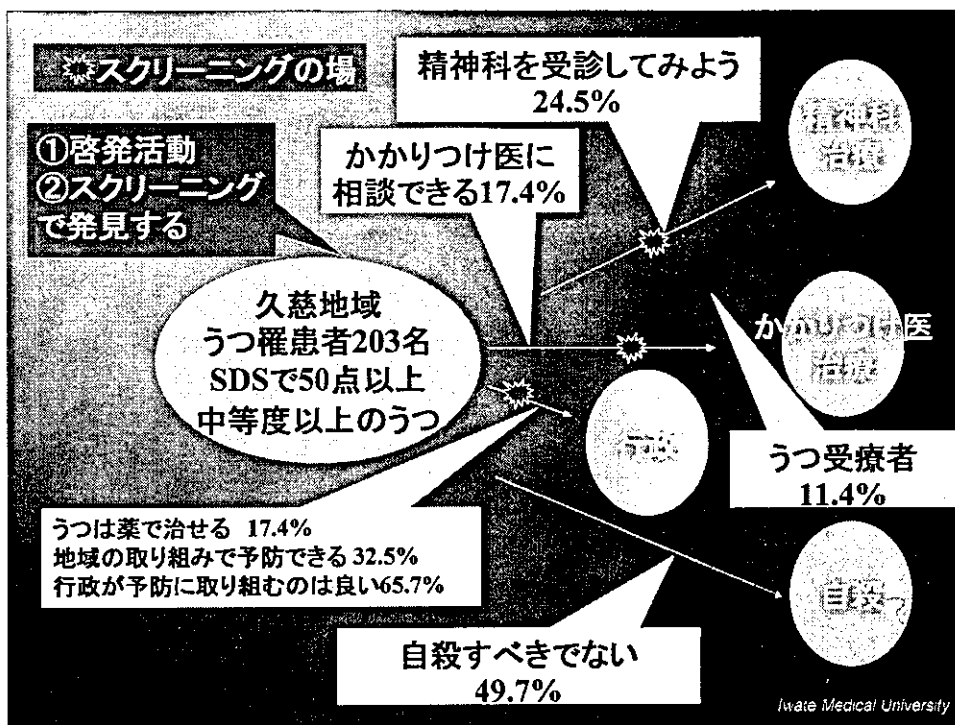 スクリーニングの場
①啓発活動
②スクリーニング
で発見する
精神科を受診してみよう
24.5%
かかりつけ医に
相談できる17.4%
精神科
治療
久慈地域
うつ罹患者203名
SDSで50点以上
中等度以上のうつ
かかりつけ医
治療
うつ受療者
11.4%
うつは薬で治せる 17.4%
地域の取り組みで予防できる 32.5%
行政が予防に取り組むのは良い65.7%
自殺すべきでない
49.7%
Iwate Medical University